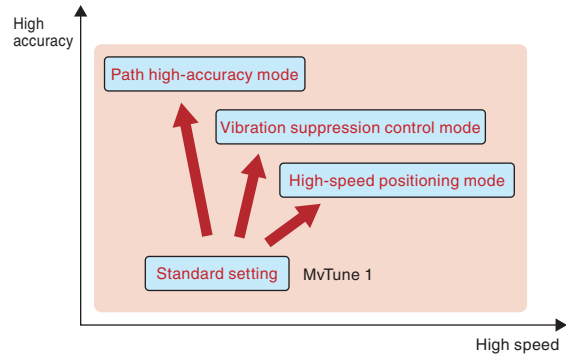 High
accuracy
Path high-accuracy mode
Vibration suppression control mode
High-speed positioning mode
Standard setting MvTune 1
High speed